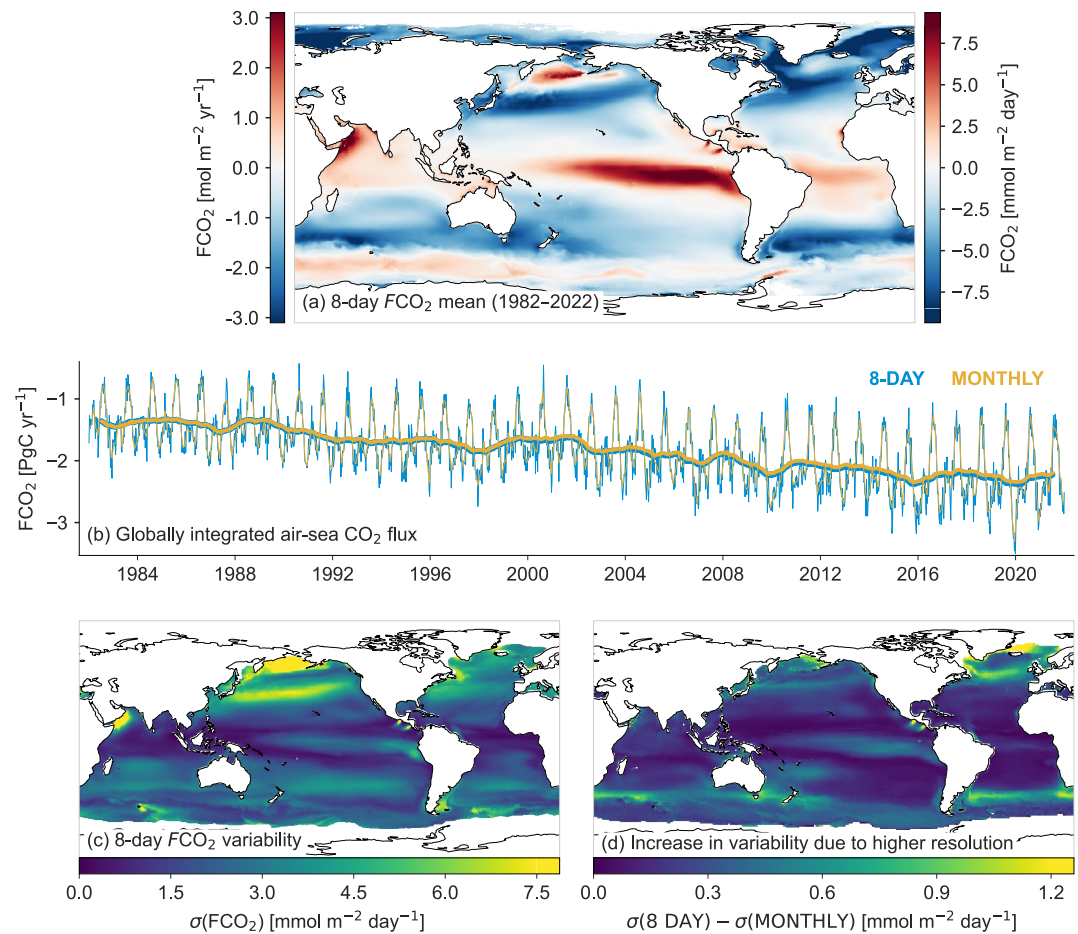 3.0
2.0
1.0
0.0
-1.0
-2.0
-3.0
FCO₂ [mol m⁻² yr⁻¹]
(a) 8-day FCO₂ mean (1982–2022)
7.5
5.0
2.5
0.0
−2.5
−5.0
−7.5
FCO₂ [mmol m⁻² day⁻¹]
8-DAY MONTHLY
−1
−2
−3
FCO₂ [PgC yr⁻¹]
(b) Globally integrated air-sea CO₂ flux
1984 1988 1992 1996 2000 2004 2008 2012 2016 2020
(c) 8-day FCO₂ variability
0.0 1.5 3.0 4.5 6.0 7.5
σ(FCO₂) [mmol m⁻² day⁻¹]
(d) Increase in variability due to higher resolution
0.0 0.3 0.6 0.9 1.2
σ(8 DAY) − σ(MONTHLY) [mmol m⁻² day⁻¹]